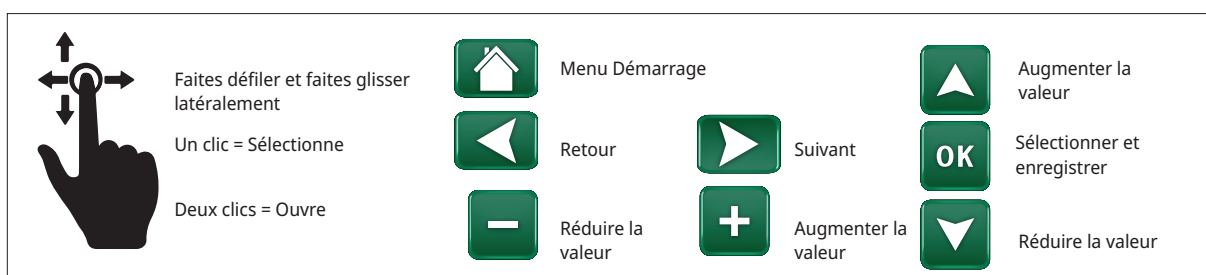 Faites défiler et faites glisser
latéralement
Un clic = Sélectionne
Deux clics = Ouvre
Menu Démarrage
Retour
Suivant
Réduire la
valeur
Augmenter la
valeur
Augmenter la
valeur
OK
Sélectionner et
enregistrer
Réduire la valeur